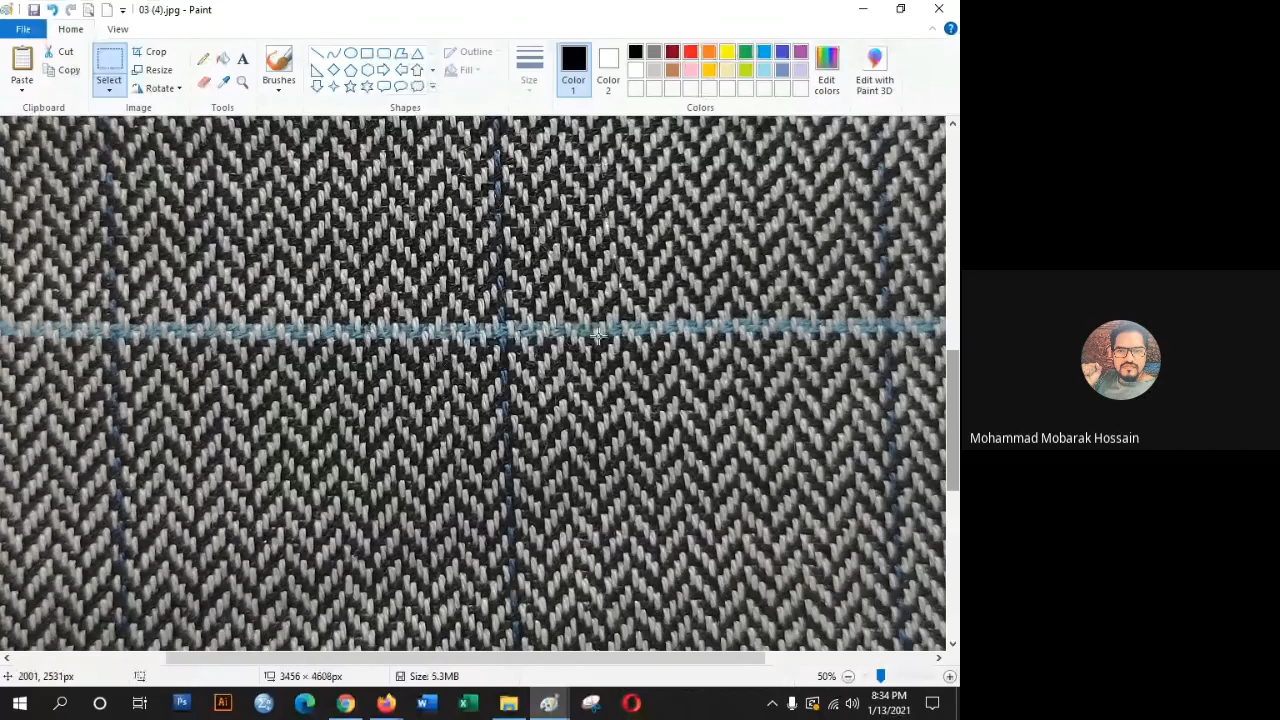 03 (4).jpg - Paint
File
Home
View
Paste
Cut
Copy
Clipboard
Select
Crop
Resize
Rotate
Image
A
Tools
Brushes
Shapes
Outline
Fill
Size
Color
1
Color
2
Edit
colors
Colors
Edit with
Paint 3D
Mohammad Mobarak Hossain
2001, 2531px
3456 × 4608px
Size: 5.3MB
50%
Ps
Ai
8:34 PM
1/13/2021